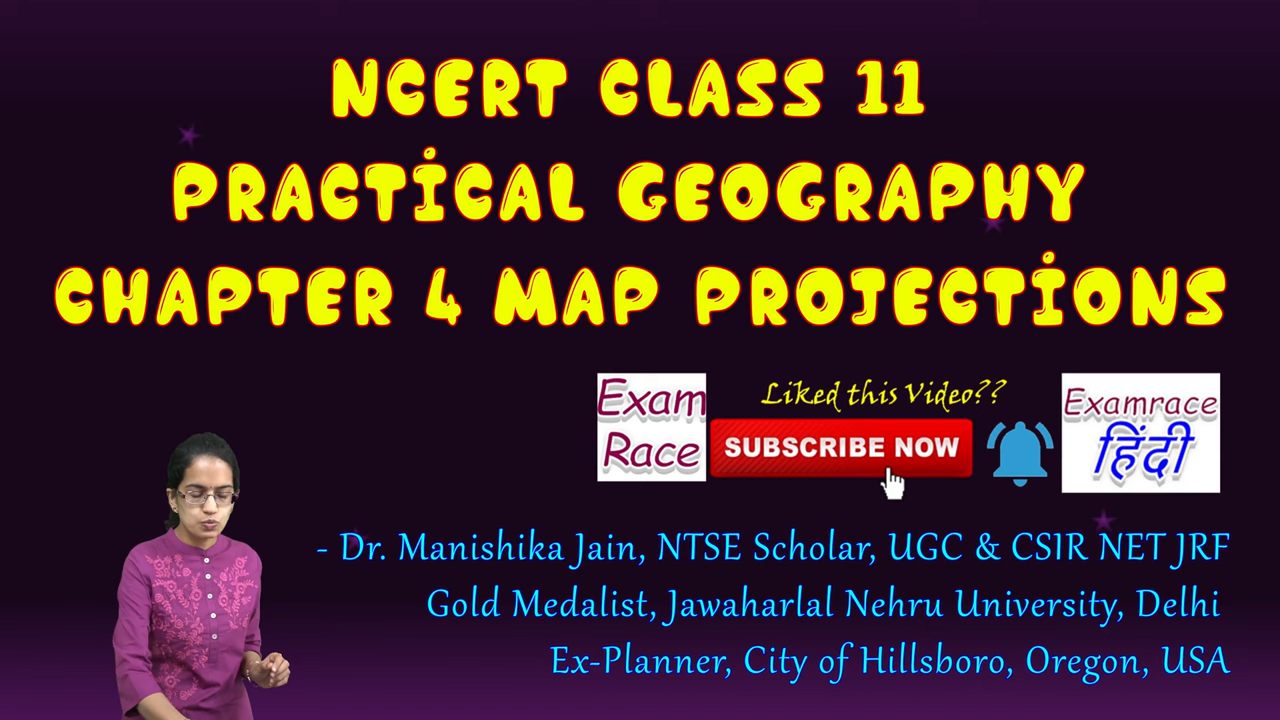 NCERT CLASS 11
PRACTICAL GEOGRAPHY
CHAPTER 4 MAP PROJECTIONS
Exam
Race
Liked this Video??
SUBSCRIBE NOW
Examrace
हिंदी
- Dr. Manishika Jain, NTSE Scholar, UGC & CSIR NET JRF
Gold Medalist, Jawaharlal Nehru University, Delhi
Ex-Planner, City of Hillsboro, Oregon, USA